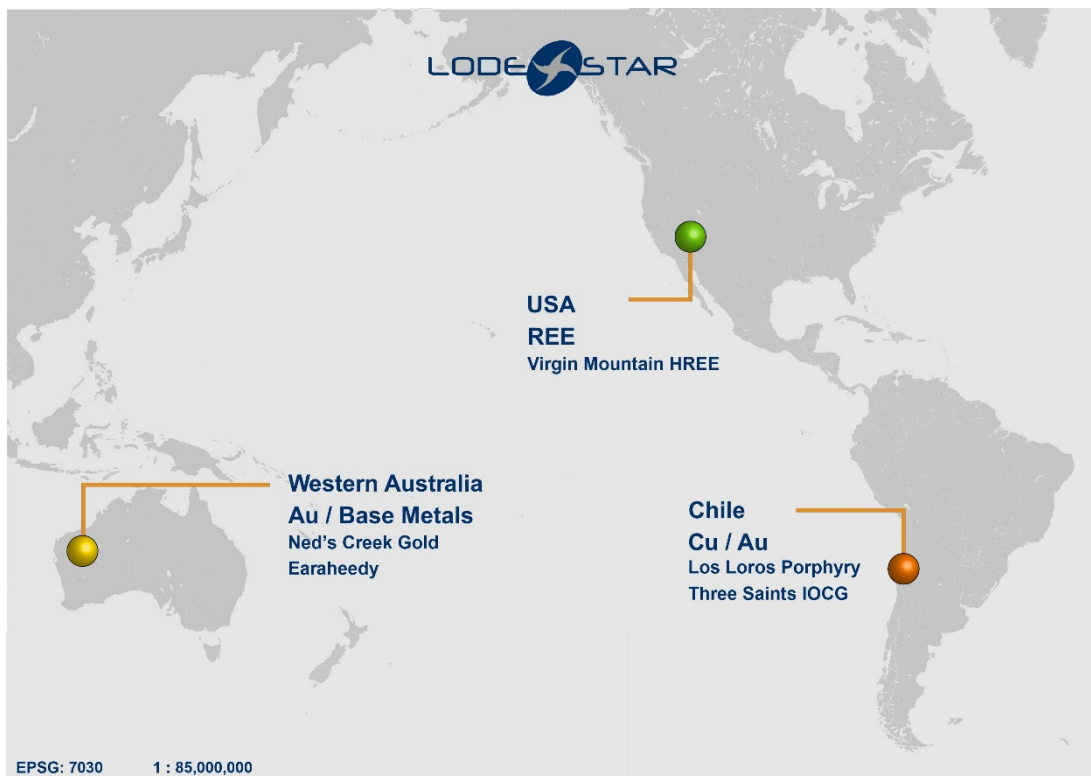 LODESTAR
USA
REE
Virgin Mountain HREE
Western Australia
Au / Base Metals
Ned's Creek Gold
Earaheedy
Chile
Cu / Au
Los Loros Porphyry
Three Saints IOCG
EPSG: 7030 1 : 85,000,000